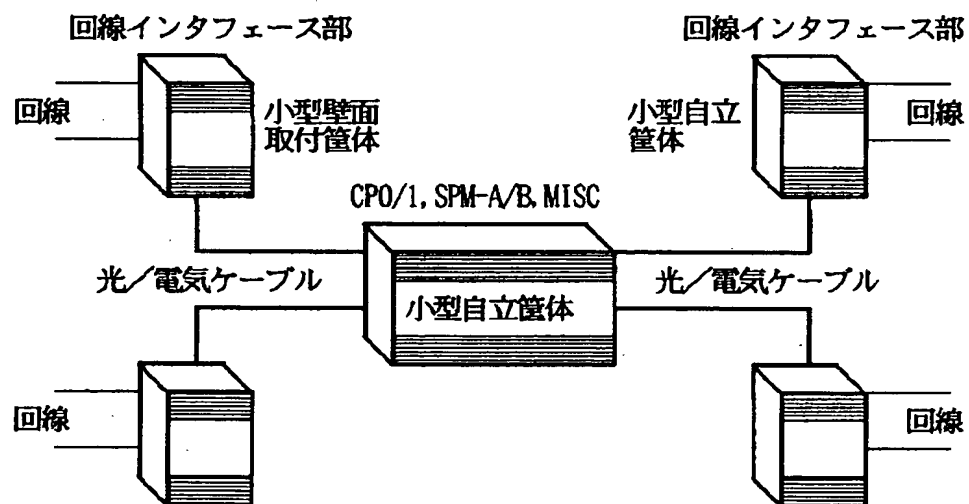 回線インタフェース部
回線インタフェース部
回線
小型壁面
取付筐体
小型自立
筐体
回線
CP0/1, SPM-A/B, MISC
光/電気ケーブル
小型自立筐体
光/電気ケーブル
回線
回線